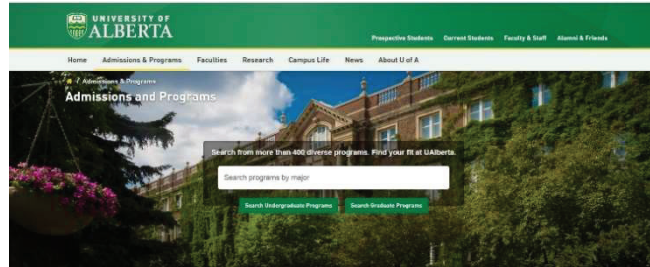 UNIVERSITY OF
ALBERTA
Prospective Students Current Students Faculty & Staff Alumni & Friends
Home Admissions & Programs Faculties Research Campus Life News About U of A
/ Admissions & Programs
Admissions and Programs
Search from more than 400 diverse programs. Find your fit at UAlberta.
Search programs by major
Search Undergraduate Programs Search Graduate Programs